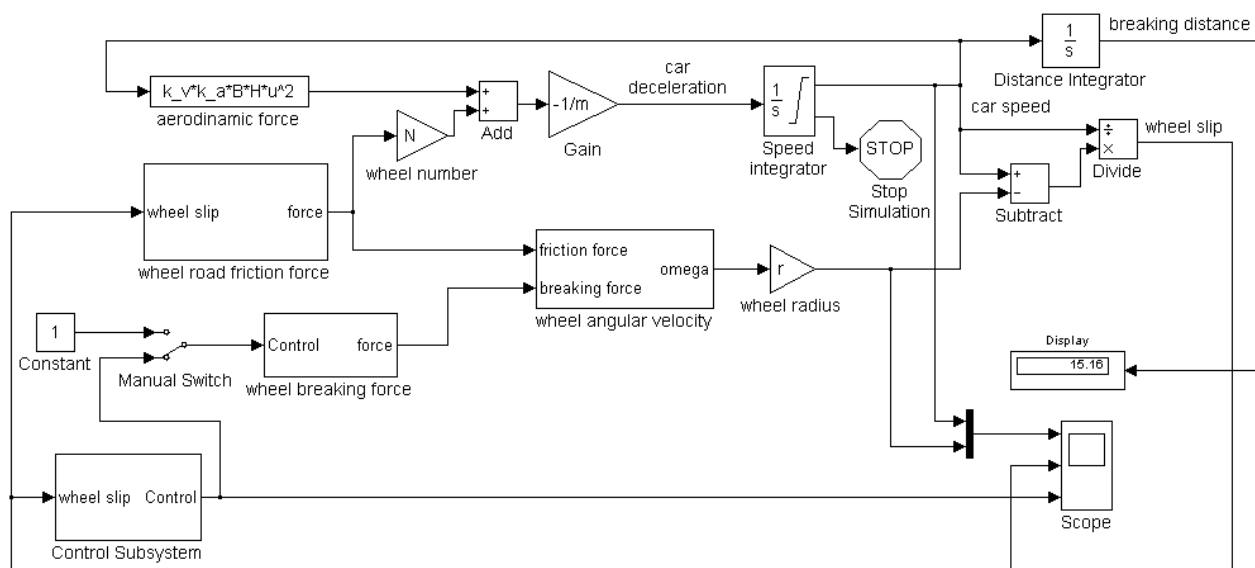 breaking distance
1
s
Distance Integrator
k_v*k_a*B*H*u^2
aerodinamic force
+
+
Add
-1/m
Gain
car
deceleration
1
s
Speed
integrator
car speed
STOP
Stop
Simulation
N
wheel number
÷
×
Divide
wheel slip
+
−
Subtract
wheel slip
force
wheel road friction force
friction force
breaking force
omega
wheel angular velocity
r
wheel radius
1
Constant
Manual Switch
Control
force
wheel breaking force
Display
15.16
wheel slip
Control
Control Subsystem
Scope